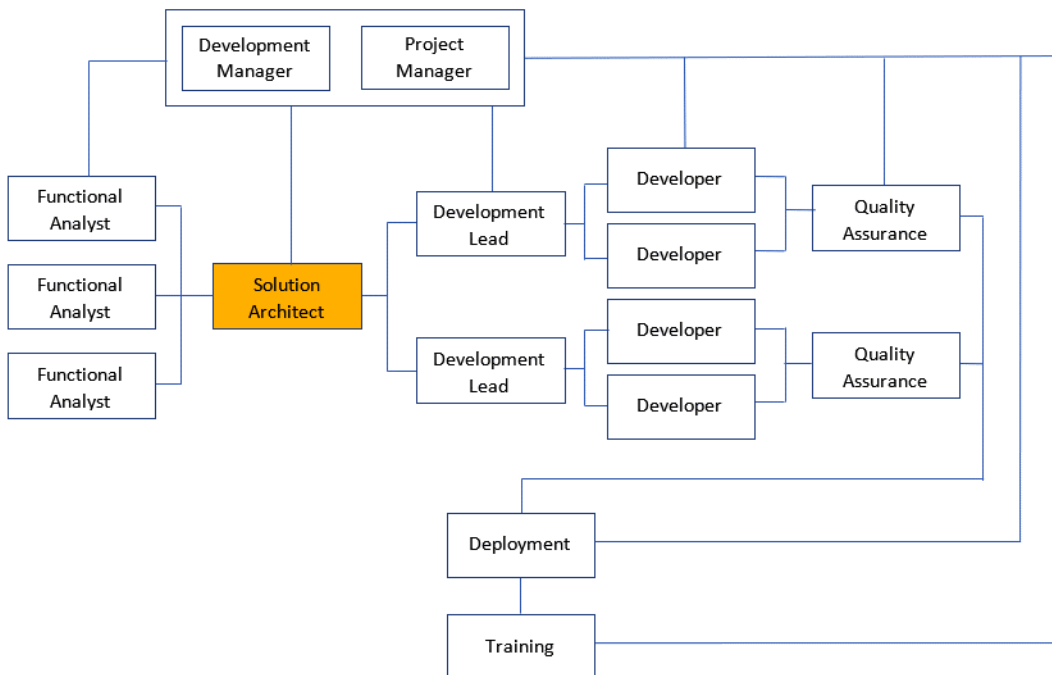 Development
Manager
Project
Manager
Functional
Analyst
Functional
Analyst
Functional
Analyst
Solution
Architect
Development
Lead
Development
Lead
Developer
Developer
Developer
Developer
Quality
Assurance
Quality
Assurance
Deployment
Training